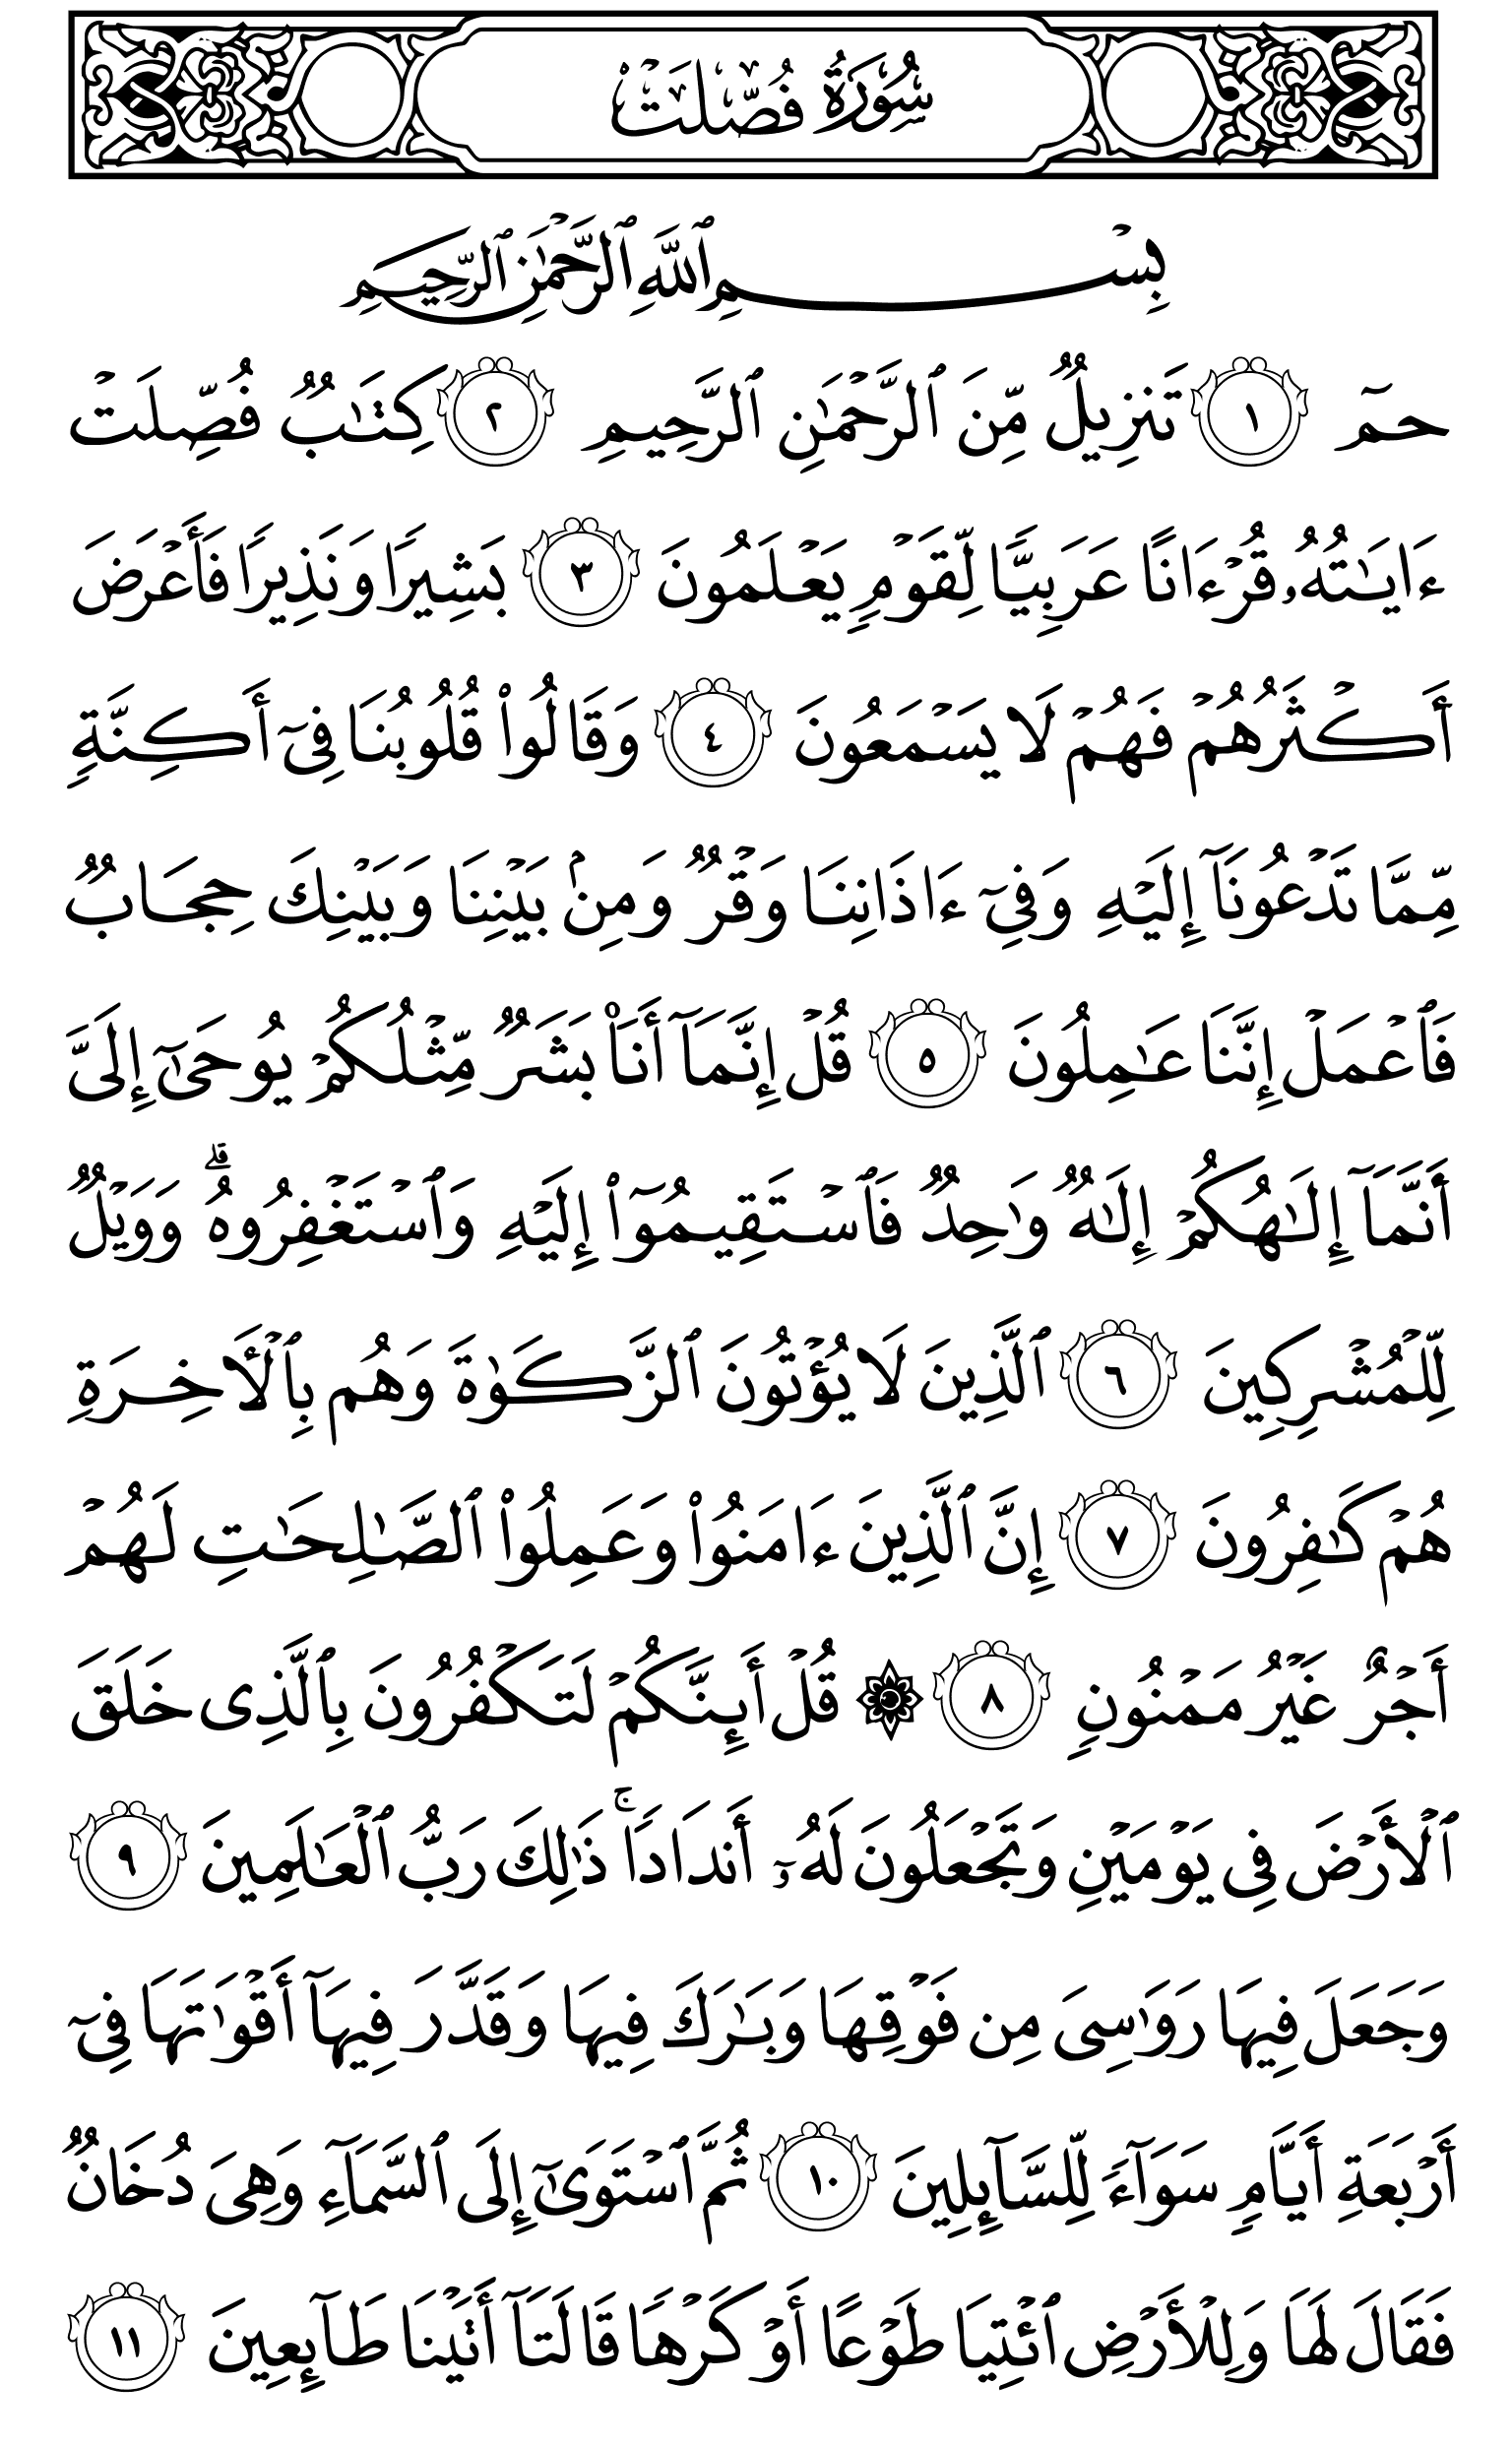 سُورَةُ فُصِّلَتۡ
بِسۡمِ ٱللَّهِ ٱلرَّحۡمَٰنِ ٱلرَّحِيمِ
حمٓ ١ تَنزِيلٌ مِّنَ ٱلرَّحۡمَٰنِ ٱلرَّحِيمِ ٢ كِتَٰبٌ فُصِّلَتۡ
ءَايَٰتُهُۥ قُرۡءَانًا عَرَبِيًّا لِّقَوۡمٍ يَعۡلَمُونَ ٣ بَشِيرًا وَنَذِيرًا فَأَعۡرَضَ
أَكۡثَرُهُمۡ فَهُمۡ لَا يَسۡمَعُونَ ٤ وَقَالُواْ قُلُوبُنَا فِيٓ أَكِنَّةٍ
مِّمَّا تَدۡعُونَآ إِلَيۡهِ وَفِيٓ ءَاذَانِنَا وَقۡرٌ وَمِنۢ بَيۡنِنَا وَبَيۡنِكَ حِجَابٌ
فَٱعۡمَلۡ إِنَّنَا عَٰمِلُونَ ٥ قُلۡ إِنَّمَآ أَنَا۠ بَشَرٌ مِّثۡلُكُمۡ يُوحَىٰٓ إِلَيَّ
أَنَّمَآ إِلَٰهُكُمۡ إِلَٰهٌ وَٰحِدٌ فَٱسۡتَقِيمُوٓاْ إِلَيۡهِ وَٱسۡتَغۡفِرُوهُۗ وَوَيۡلٌ
لِّلۡمُشۡرِكِينَ ٦ ٱلَّذِينَ لَا يُؤۡتُونَ ٱلزَّكَوٰةَ وَهُم بِٱلۡأٓخِرَةِ
هُمۡ كَٰفِرُونَ ٧ إِنَّ ٱلَّذِينَ ءَامَنُواْ وَعَمِلُواْ ٱلصَّٰلِحَٰتِ لَهُمۡ
أَجۡرٌ غَيۡرُ مَمۡنُونٍ ٨ ۞ قُلۡ أَئِنَّكُمۡ لَتَكۡفُرُونَ بِٱلَّذِي خَلَقَ
ٱلۡأَرۡضَ فِي يَوۡمَيۡنِ وَتَجۡعَلُونَ لَهُۥٓ أَندَادًاۚ ذَٰلِكَ رَبُّ ٱلۡعَٰلَمِينَ ٩
وَجَعَلَ فِيهَا رَوَٰسِيَ مِن فَوۡقِهَا وَبَٰرَكَ فِيهَا وَقَدَّرَ فِيهَآ أَقۡوَٰتَهَا فِيٓ
أَرۡبَعَةِ أَيَّامٍ سَوَآءً لِّلسَّآئِلِينَ ١٠ ثُمَّ ٱسۡتَوَىٰٓ إِلَى ٱلسَّمَآءِ وَهِيَ دُخَانٌ
فَقَالَ لَهَا وَلِلۡأَرۡضِ ٱئۡتِيَا طَوۡعًا أَوۡ كَرۡهًا قَالَتَآ أَتَيۡنَا طَآئِعِينَ ١١